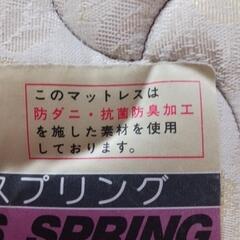 このマットレスは
防ダニ・抗菌防臭加工
を施した素材を使用
しております。
スプリング
SPRING